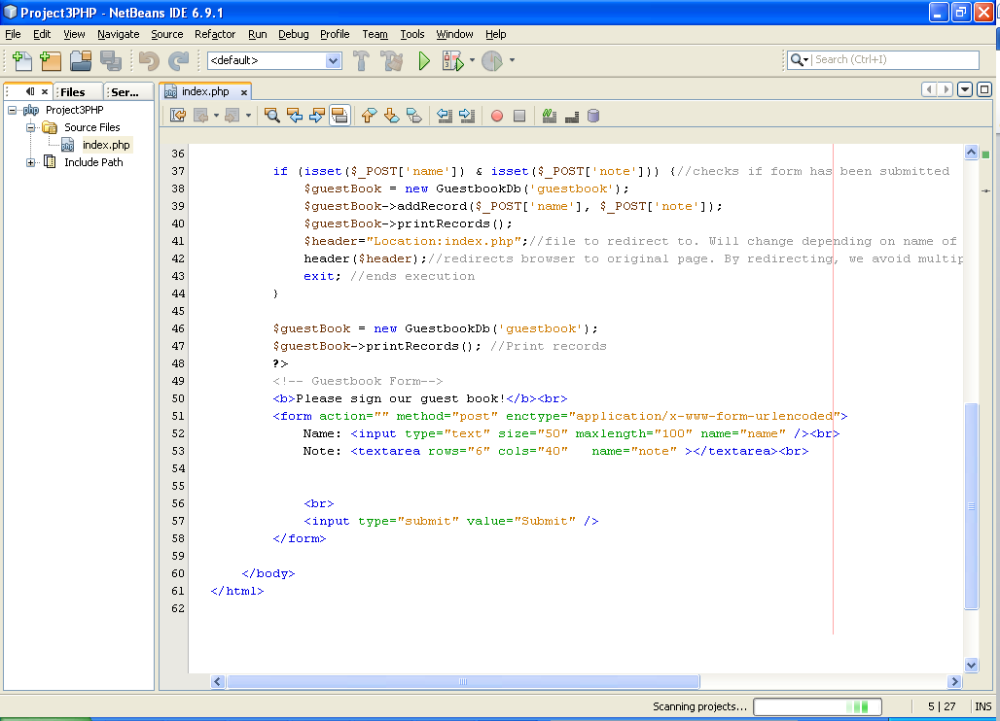 Project3PHP - NetBeans IDE 6.9.1
File Edit View Navigate Source Refactor Run Debug Profile Team Tools Window Help
<default>
Search (Ctrl+I)
Files
Ser...
index.php
Project3PHP
Source Files
index.php
Include Path
36
37 if (isset($_POST['name']) & isset($_POST['note'])) {//checks if form has been submitted
38 $guestBook = new GuestbookDb('guestbook');
39 $guestBook->addRecord($_POST['name'], $_POST['note']);
40 $guestBook->printRecords();
41 $header="Location:index.php";//file to redirect to. Will change depending on name of
42 header($header);//redirects browser to original page. By redirecting, we avoid multip
43 exit; //ends execution
44 }
45
46 $guestBook = new GuestbookDb('guestbook');
47 $guestBook->printRecords(); //Print records
48 ?>
49 <!-- Guestbook Form-->
50 <b>Please sign our guest book!</b><br>
51 <form action="" method="post" enctype="application/x-www-form-urlencoded">
52 Name: <input type="text" size="50" maxlength="100" name="name" /><br>
53 Note: <textarea rows="6" cols="40" name="note" ></textarea><br>
54
55
56 <br>
57 <input type="submit" value="Submit" />
58 </form>
59
60 </body>
61 </html>
62
Scanning projects... 5 | 27 INS